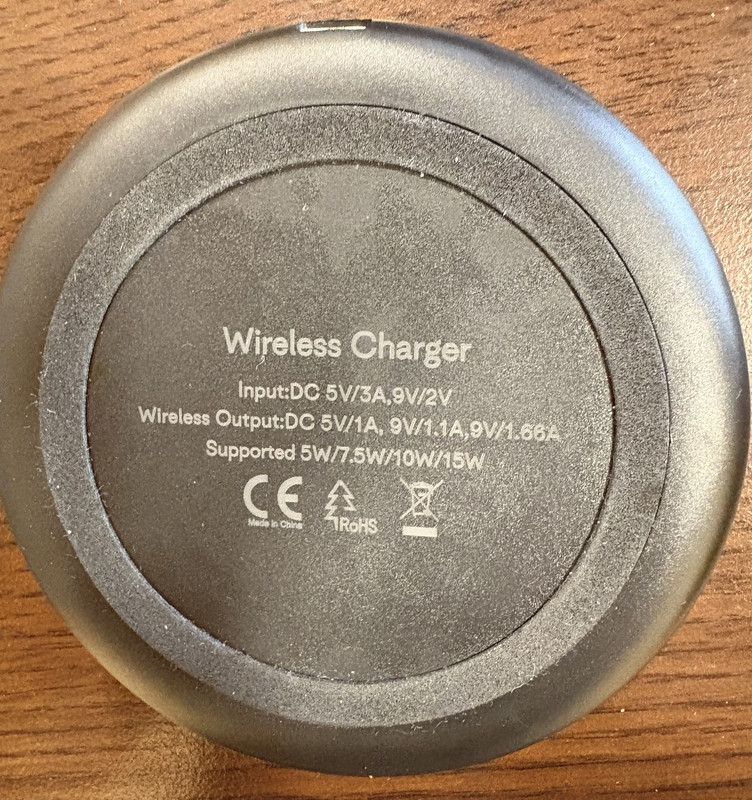 Wireless Charger
Input:DC 5V/3A,9V/2V
Wireless Output:DC 5V/1A, 9V/1.1A,9V/1.66A
Supported 5W/7.5W/10W/15W
CE
Made in China
RoHS